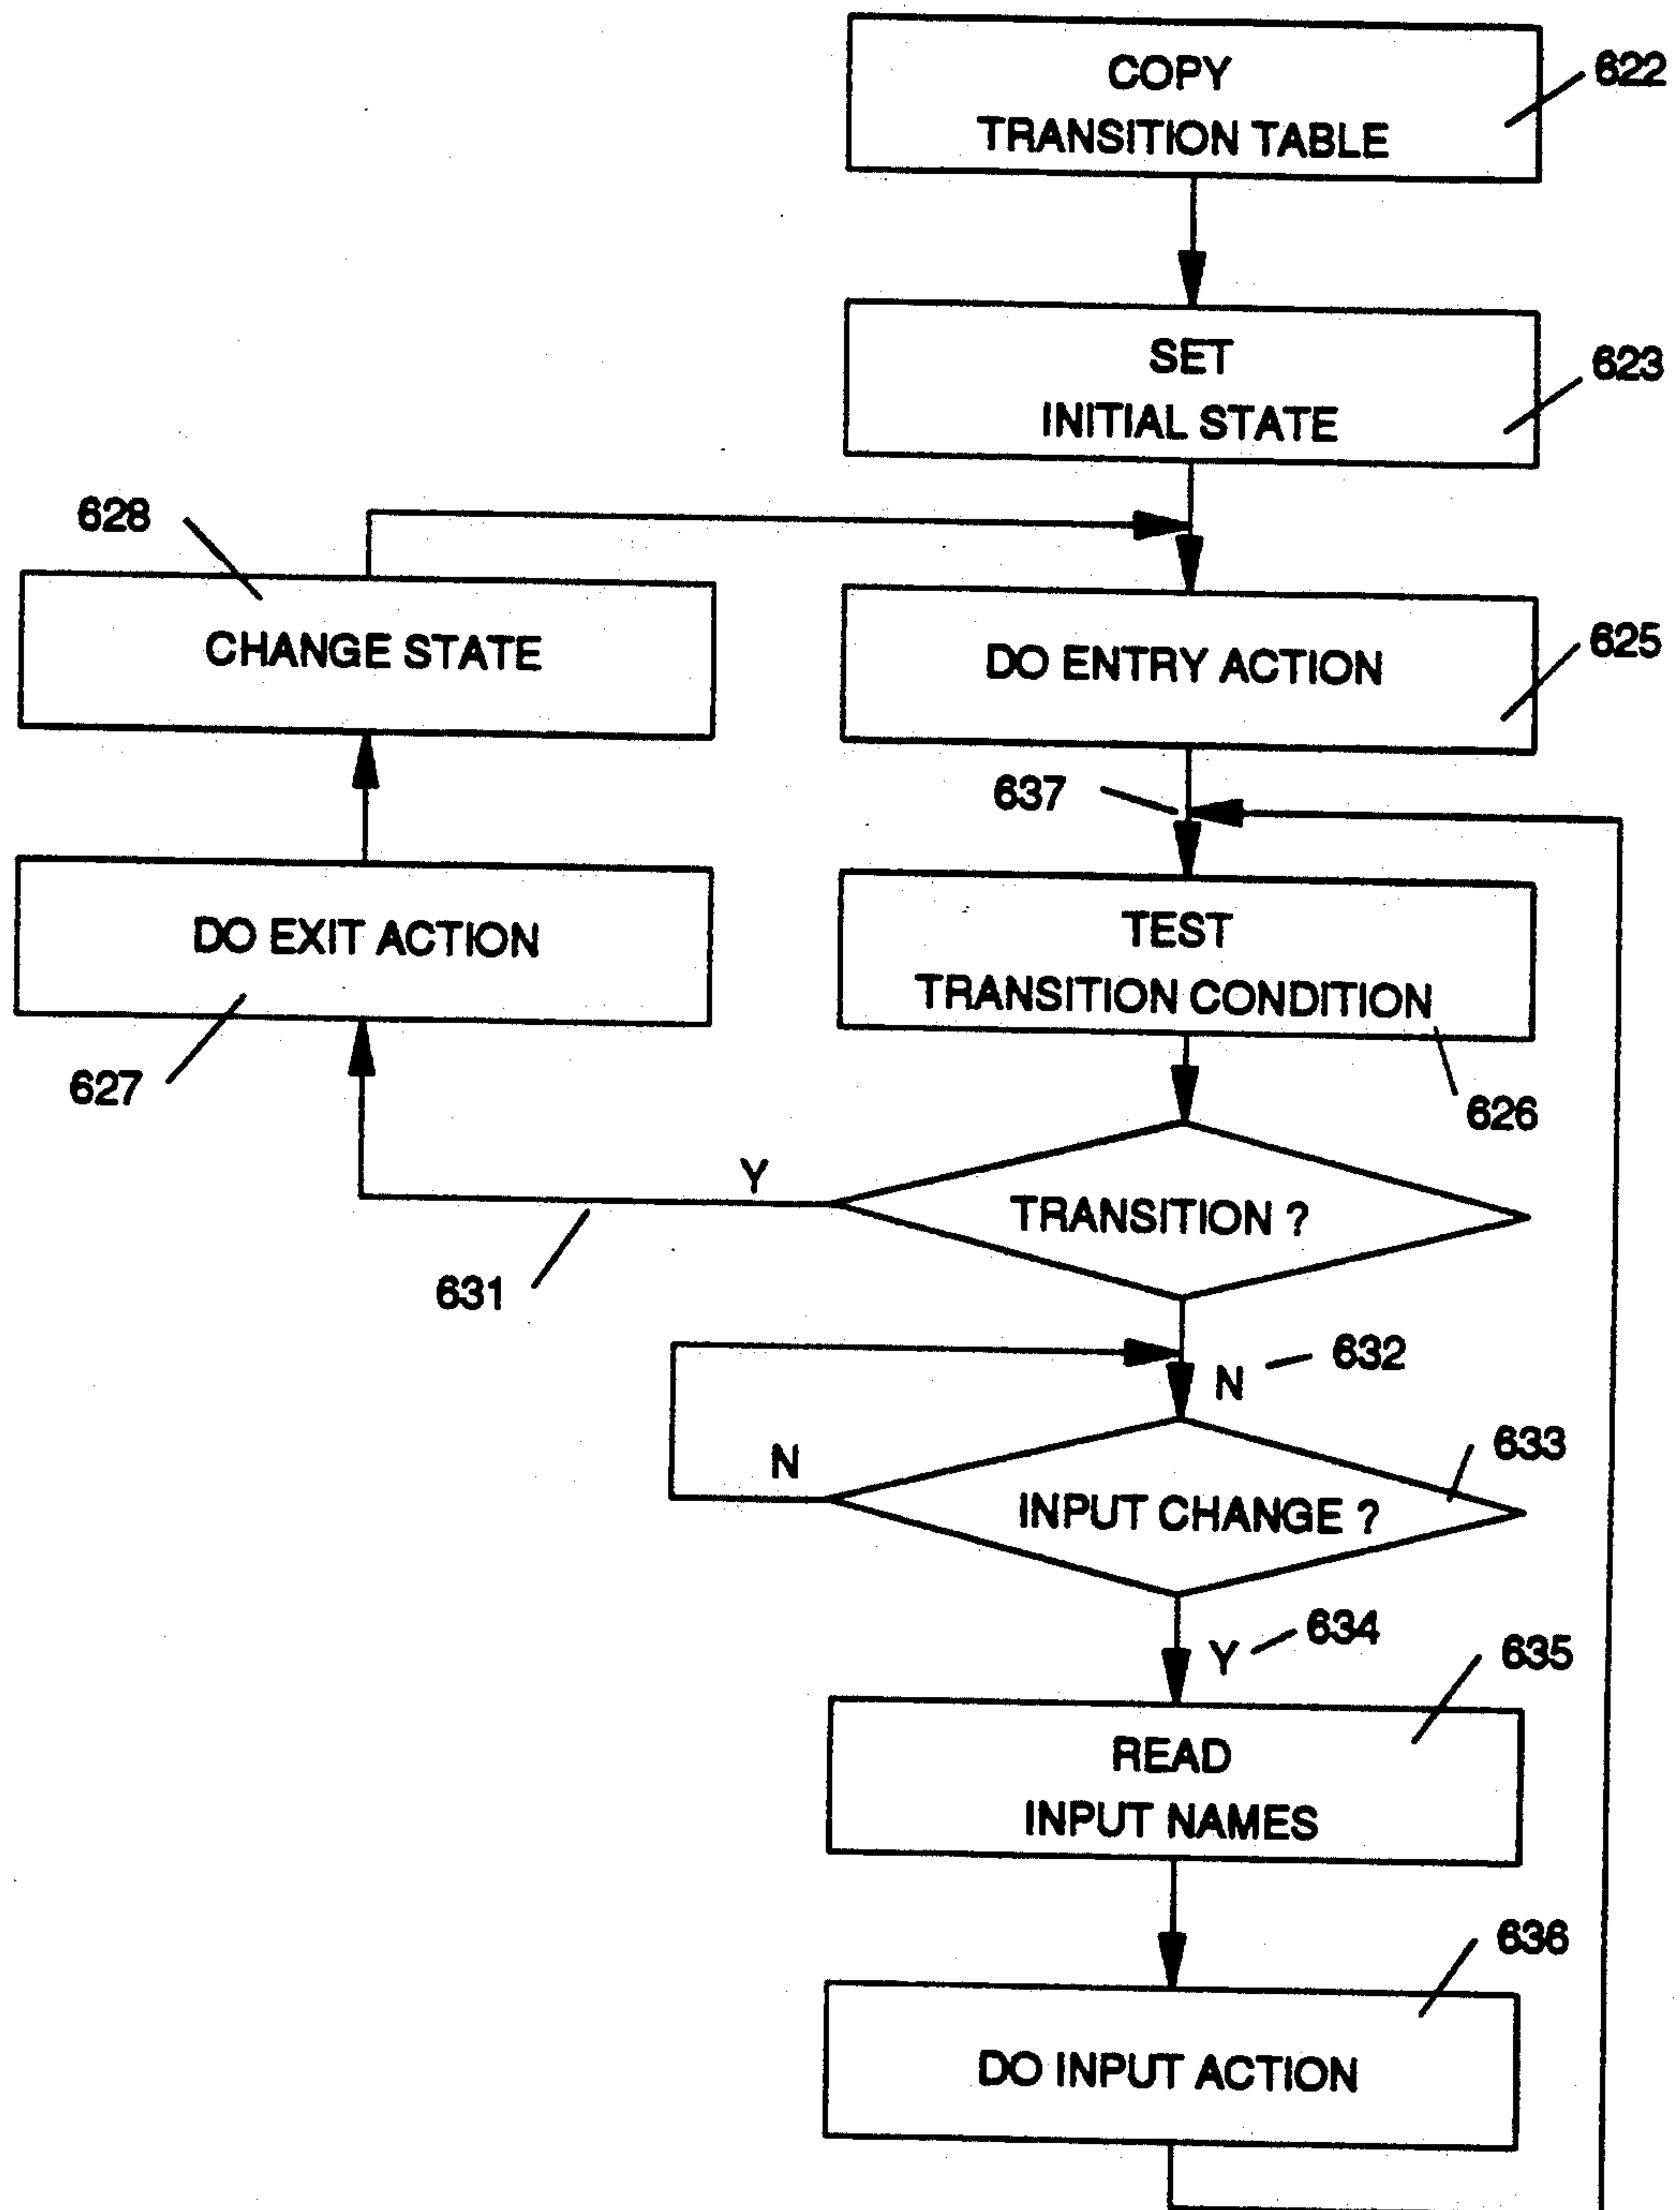 COPY
TRANSITION TABLE
622
SET
INITIAL STATE
623
628
CHANGE STATE
DO ENTRY ACTION
625
637
DO EXIT ACTION
627
TEST
TRANSITION CONDITION
626
Y
TRANSITION ?
631
N
632
N
INPUT CHANGE ?
633
Y
634
635
READ
INPUT NAMES
636
DO INPUT ACTION